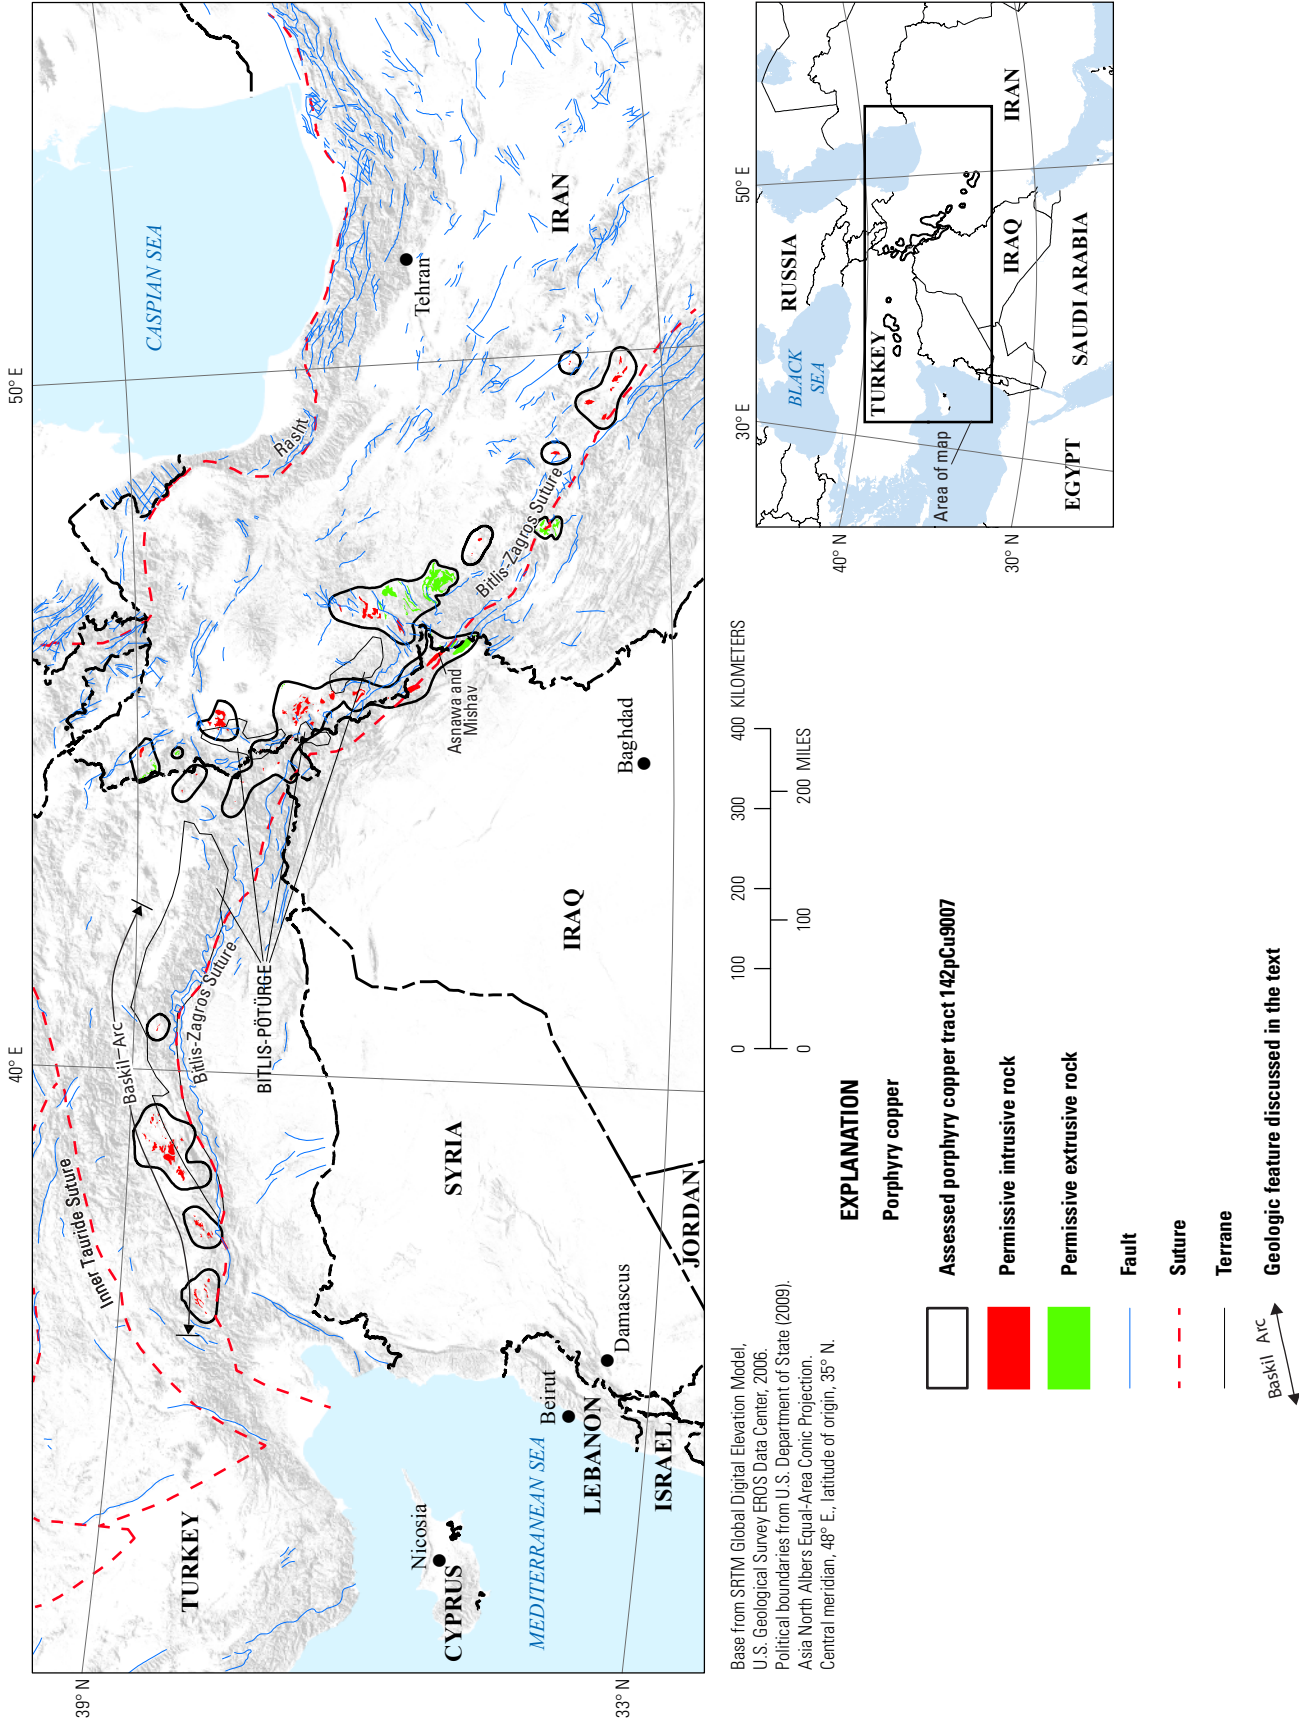 40° E
50° E
39° N
33° N
CASPIAN SEA
MEDITERRANEAN SEA
TURKEY
CYPRUS
Nicosia
LEBANON
Beirut
ISRAEL
Damascus
JORDAN
SYRIA
IRAQ
Baghdad
IRAN
Tehran
Inner Tauride Suture
Baskil—Arc
Bitlis-Zagros Suture
BITLIS-PÖTÜRGE
Asnawa and
Mishav
Bitlis-Zagros Suture
Rasht
Base from SRTM Global Digital Elevation Model,
U.S. Geological Survey EROS Data Center, 2006.
Political boundaries from U.S. Department of State (2009).
Asia North Albers Equal-Area Conic Projection.
Central meridian, 48° E., latitude of origin, 35° N.
0 100 200 300 400 KILOMETERS
0 100 200 MILES
30° E
50° E
40° N
30° N
BLACK
SEA
RUSSIA
TURKEY
IRAN
IRAQ
SAUDI ARABIA
EGYPT
Area of map
EXPLANATION
Porphyry copper
Assessed porphyry copper tract 142pCu9007
Permissive intrusive rock
Permissive extrusive rock
Fault
Suture
Terrane
Baskil Arc
Geologic feature discussed in the text